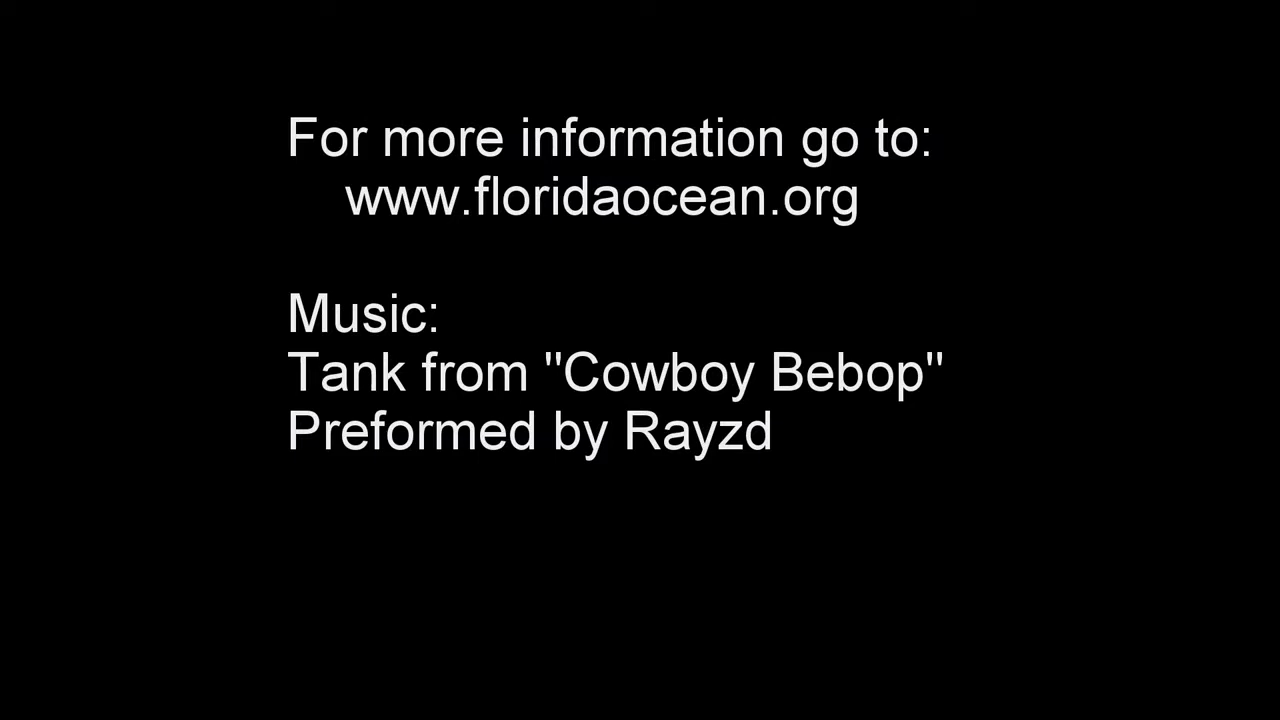 For more information go to:
www.floridaocean.org
Music:
Tank from "Cowboy Bebop"
Preformed by Rayzd